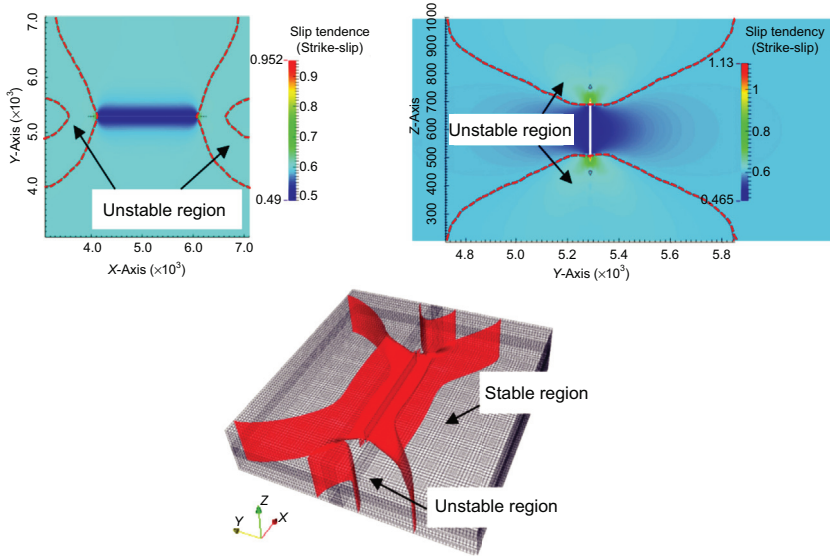 Slip tendence
(Strike-slip)
0.952
0.9
0.8
0.7
0.6
0.5
0.49
Y-Axis (×10³)
7.0
6.0
5.0
4.0
Unstable region
4.0 5.0 6.0 7.0
X-Axis (×10³)
Slip tendency
(Strike-slip)
1.13
1
0.8
0.6
0.465
Z-Axis
1000
900
800
700
600
500
400
300
Unstable region
5.0 5.2 5.4 5.6 5.8
Y-Axis (×10³)
Stable region
Unstable region
Z
Y
X